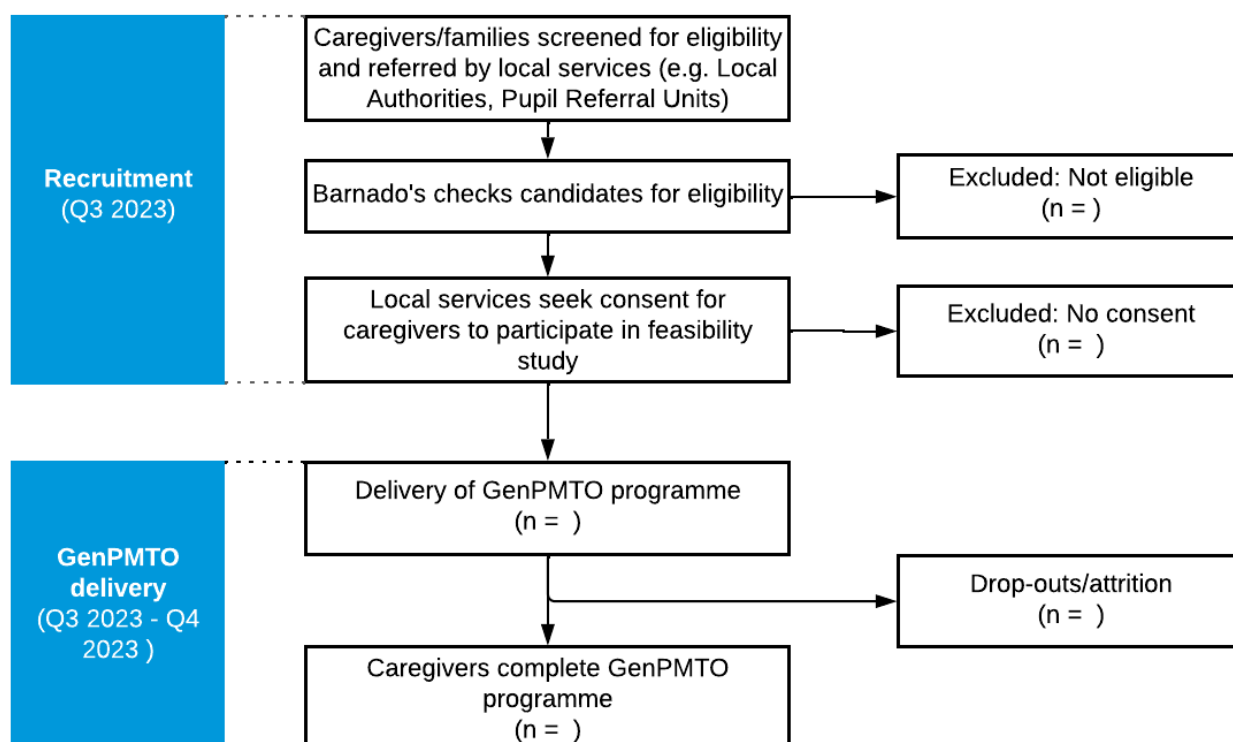 Recruitment
(Q3 2023)
Caregivers/families screened for eligibility
and referred by local services (e.g. Local
Authorities, Pupil Referral Units)
Barnado's checks candidates for eligibility
Excluded: Not eligible
(n = )
Local services seek consent for
caregivers to participate in feasibility
study
Excluded: No consent
(n =  )
GenPMTO
delivery
(Q3 2023 - Q4
2023 )
Delivery of GenPMTO programme
(n =  )
Drop-outs/attrition
(n =  )
Caregivers complete GenPMTO
programme
(n =  )